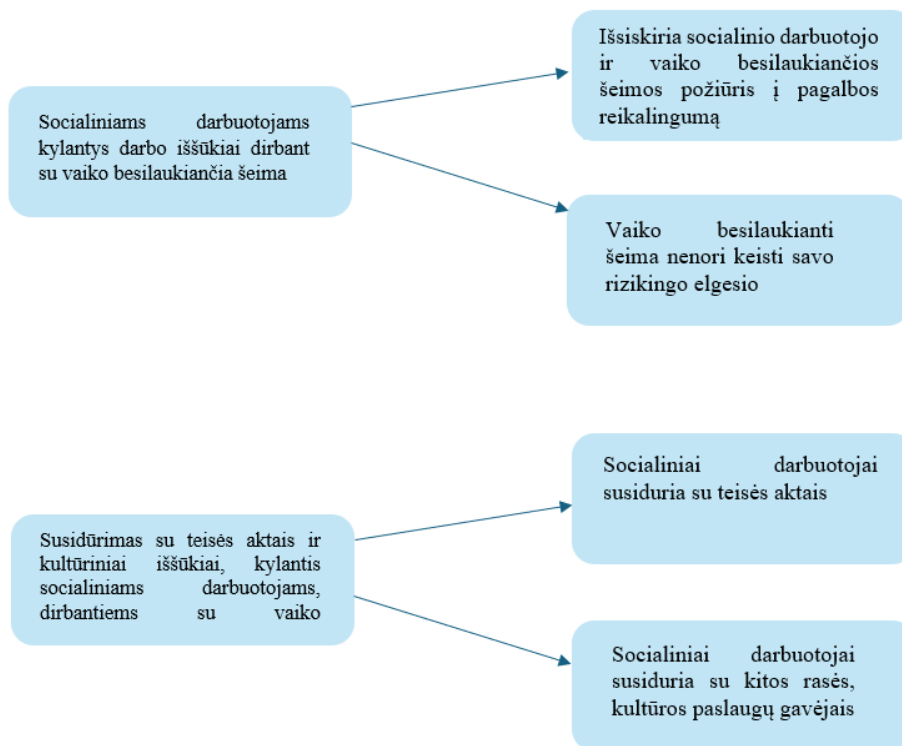 Socialiniams darbuotojams
kylantys darbo iššūkiai dirbant
su vaiko besilaukiančia šeima
Išsiskiria socialinio darbuotojo
ir vaiko besilaukiančios
šeimos požiūris į pagalbos
reikalingumą
Vaiko besilaukianti
šeima nenori keisti savo
rizikingo elgesio
Susidūrimas su teisės aktais ir
kultūriniai iššūkiai, kylantis
socialiniams darbuotojams,
dirbantiems su vaiko
Socialiniai darbuotojai
susiduria su teisės aktais
Socialiniai darbuotojai
susiduria su kitos rasės,
kultūros paslaugų gavėjais